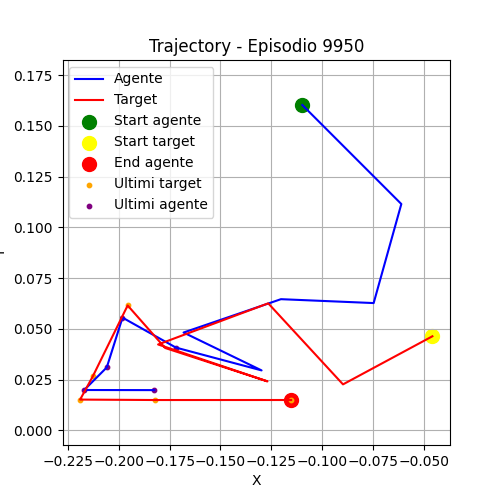 Trajectory - Episodio 9950
Agente
Target
Start agente
Start target
End agente
Ultimi target
Ultimi agente
0.175
0.150
0.125
0.100
0.075
0.050
0.025
0.000
−0.225 −0.200 −0.175 −0.150 −0.125 −0.100 −0.075 −0.050
X